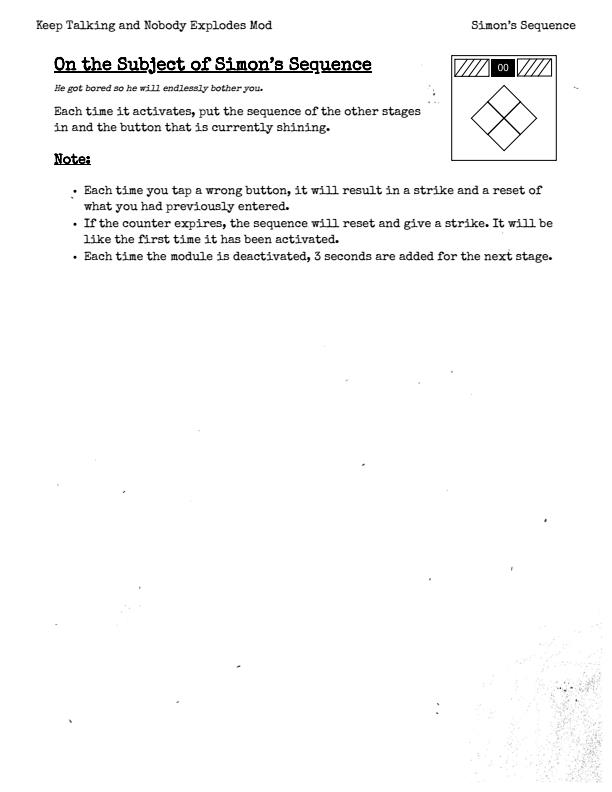 Keep Talking and Nobody Explodes Mod
Simon's Sequence
On the Subject of Simon's Sequence
00
He got bored so he will endlessly bother you.
Each time it activates, put the sequence of the other stages
in and the button that is currently shining.
Note:
• Each time you tap a wrong button, it will result in a strike and a reset of
what you had previously entered.
• If the counter expires, the sequence will reset and give a strike. It will be
like the first time it has been activated.
• Each time the module is deactivated, 3 seconds are added for the next stage.